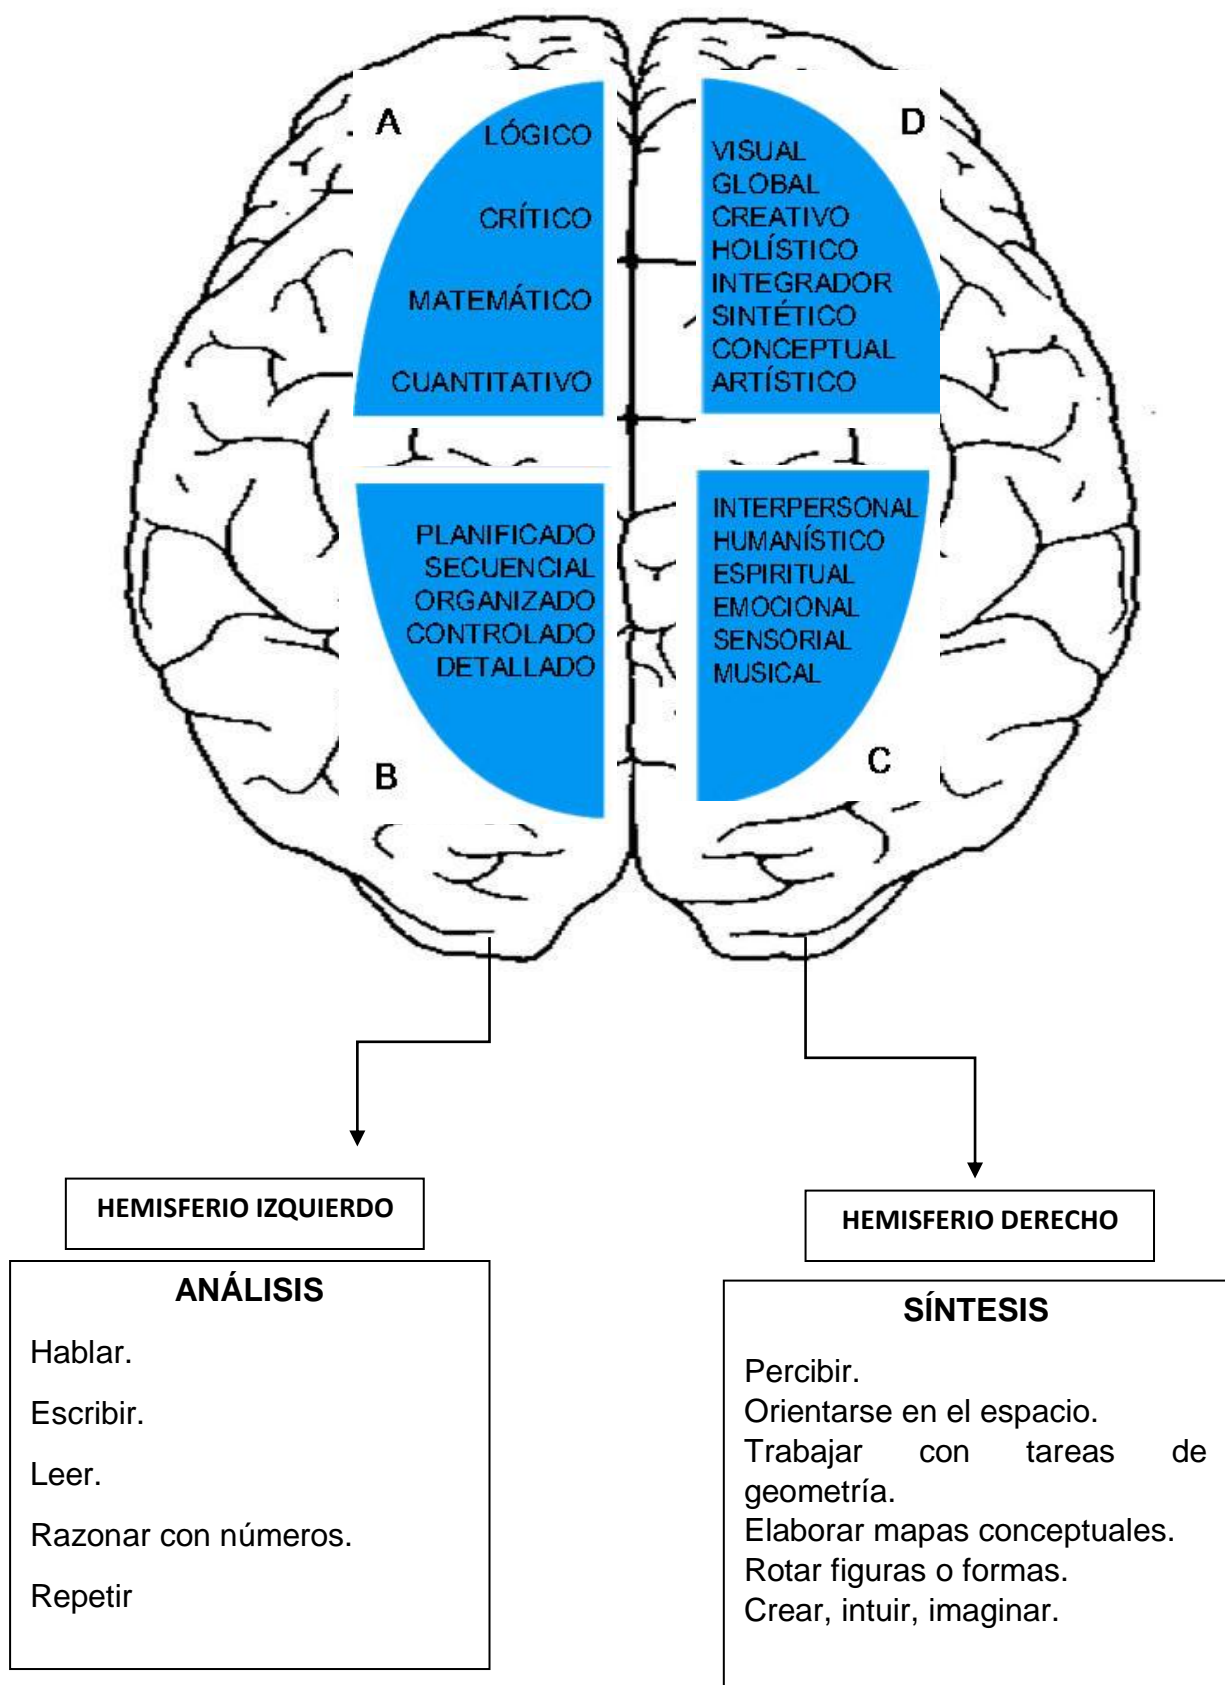 A
LÓGICO
CRÍTICO
MATEMÁTICO
CUANTITATIVO
D
VISUAL
GLOBAL
CREATIVO
HOLÍSTICO
INTEGRADOR
SINTÉTICO
CONCEPTUAL
ARTÍSTICO
PLANIFICADO
SECUENCIAL
ORGANIZADO
CONTROLADO
DETALLADO
B
INTERPERSONAL
HUMANÍSTICO
ESPIRITUAL
EMOCIONAL
SENSORIAL
MUSICAL
C
HEMISFERIO IZQUIERDO
ANÁLISIS
Hablar.
Escribir.
Leer.
Razonar con números.
Repetir
HEMISFERIO DERECHO
SÍNTESIS
Percibir.
Orientarse en el espacio.
Trabajar con tareas de
geometría.
Elaborar mapas conceptuales.
Rotar figuras o formas.
Crear, intuir, imaginar.